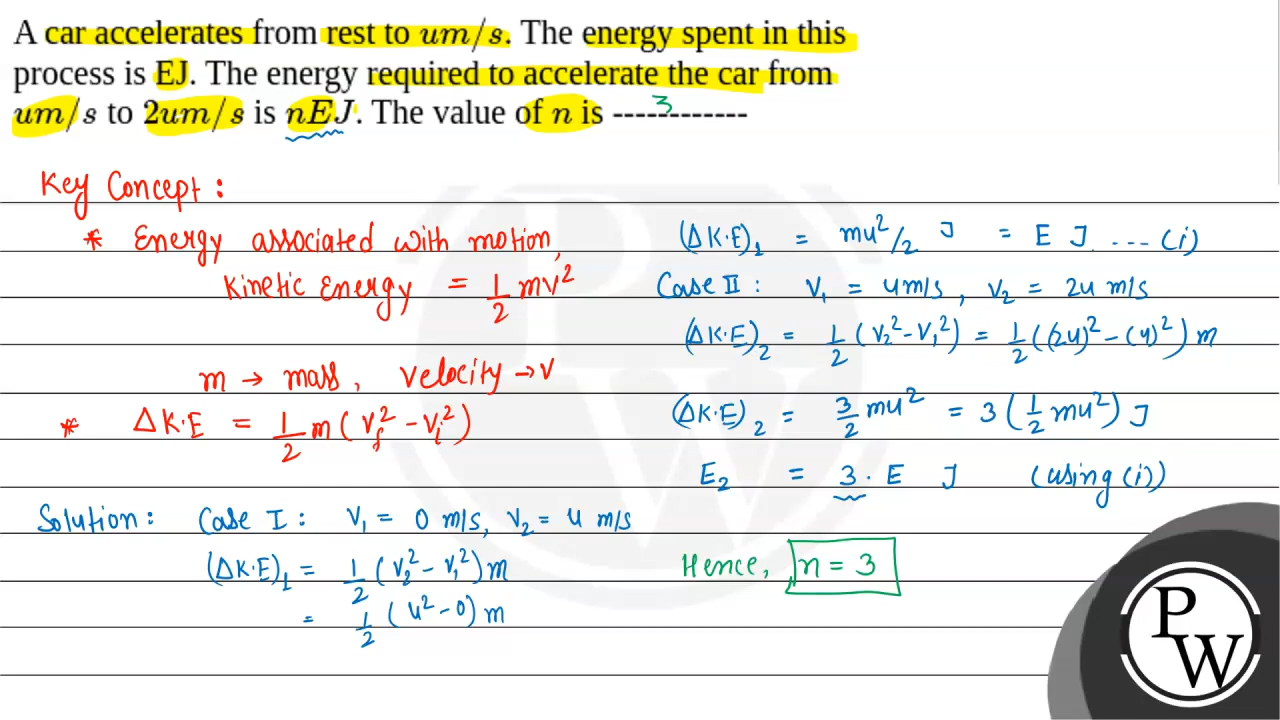 A car accelerates from rest to um/s. The energy spent in this
process is EJ. The energy required to accelerate the car from
um/s to 2um/s is nEJ. The value of n is ------------
3
Key Concept:
* Energy associated with motion,
Kinetic Energy = 1/2 mv²
m → mass, velocity → v
* ΔK.E = 1/2 m(v_f² - v_i²)
Solution: Case I: v₁ = 0 m/s, v₂ = u m/s
(ΔK.E)₁ = 1/2 (v₂² - v₁²) m
= 1/2 (u² - 0) m
(ΔK.E)₁ = mu²/2 J = E J ---- (i)
Case II: v₁ = u m/s, v₂ = 2u m/s
(ΔK.E)₂ = 1/2 (v₂² - v₁²) = 1/2 ((2u)² - (u)²) m
(ΔK.E)₂ = 3/2 mu² = 3 (1/2 mu²) J
E₂ = 3. E J (using (i))
Hence, n = 3
P
W
P
W